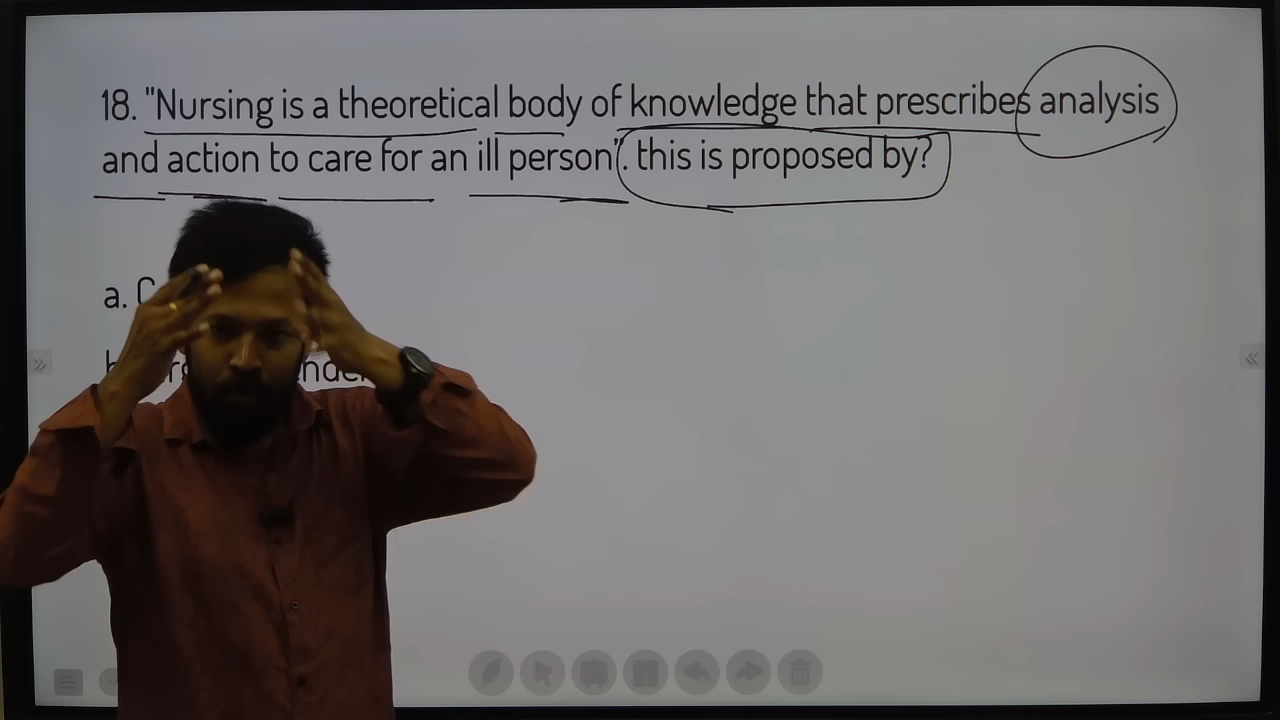 18. "Nursing is a theoretical body of knowledge that prescribes analysis
and action to care for an ill person". this is proposed by?
a.